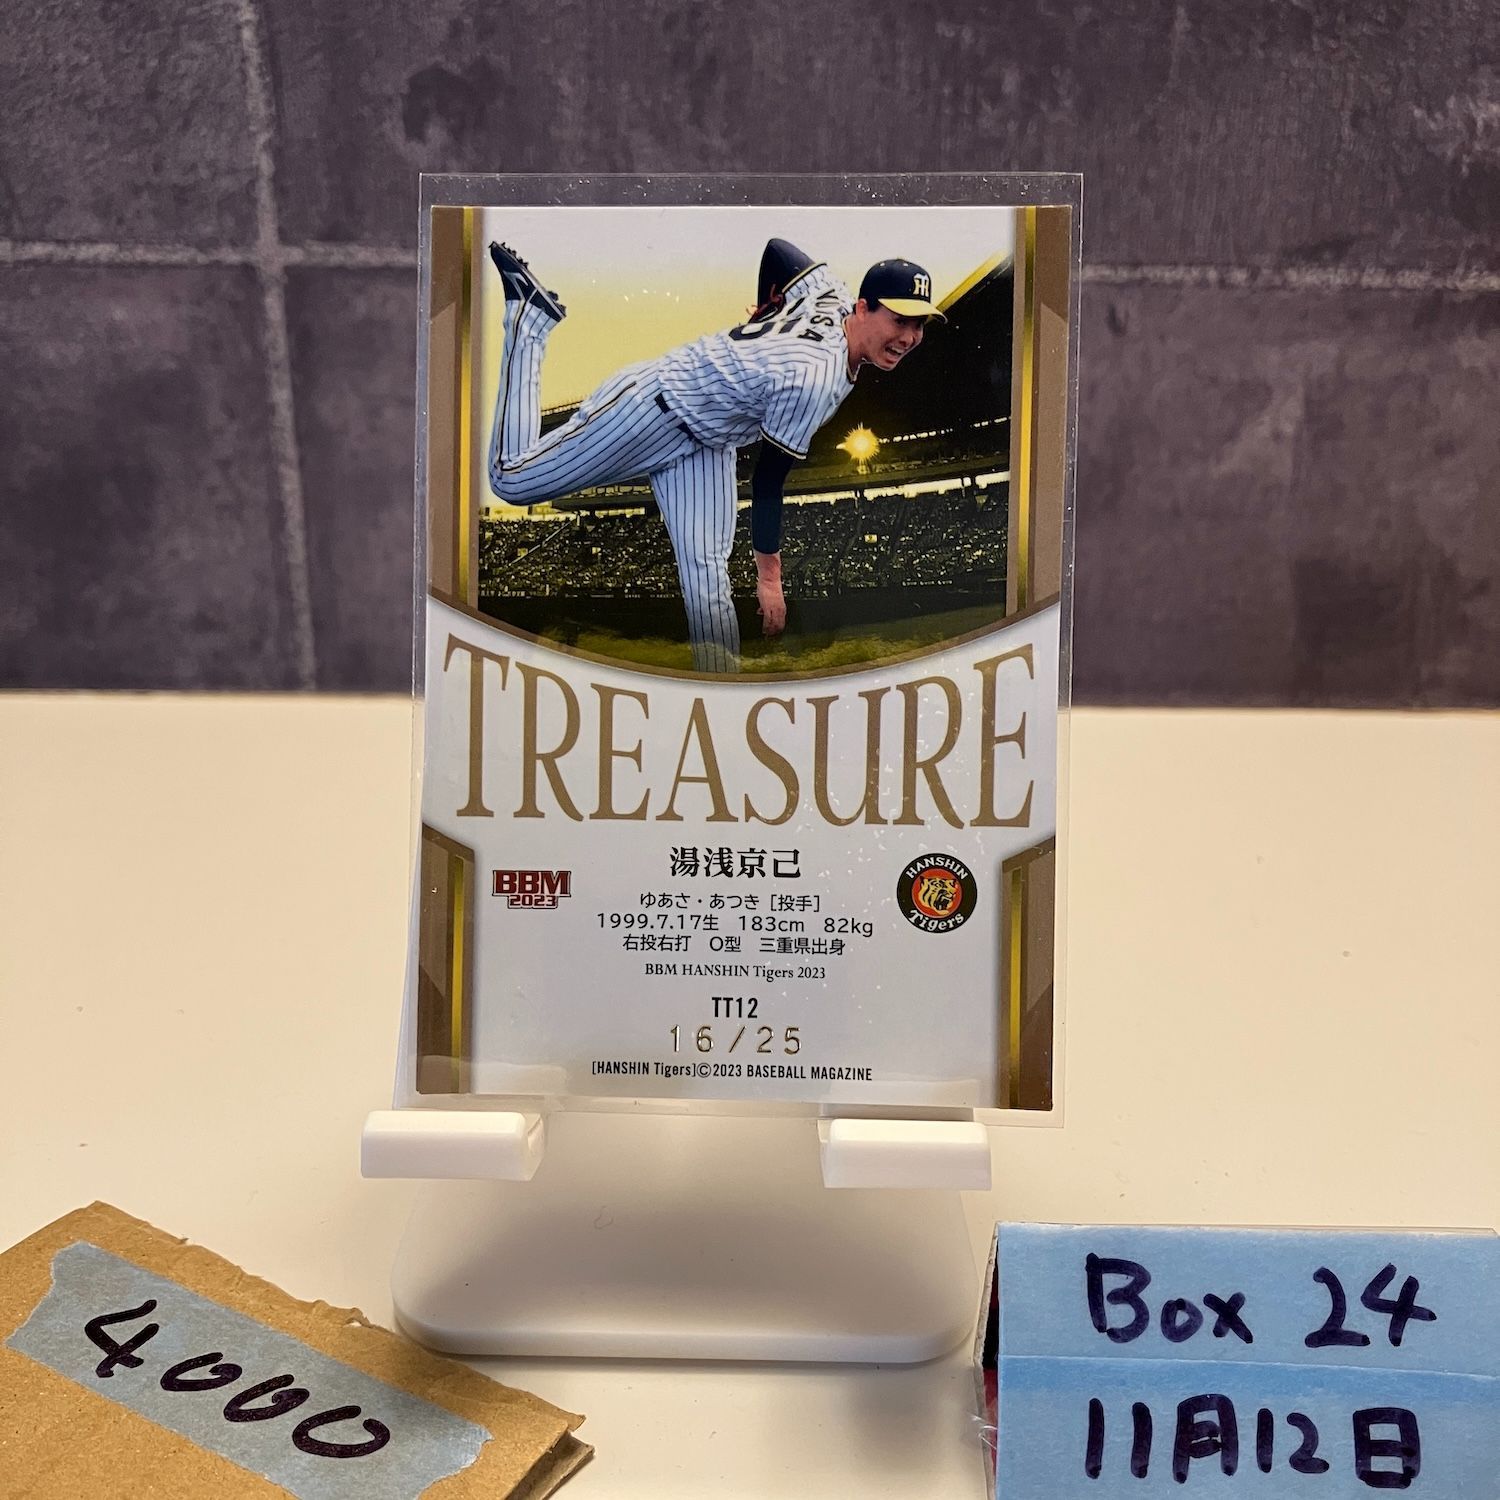 YUASA
TREASURE
湯浅京己
BBM
2023
HANSHIN
Tigers
ゆあさ・あつき［投手］
1999.7.17生 183cm 82kg
右投右打 O型 三重県出身
BBM HANSHIN Tigers 2023
TT12
16/25
[HANSHIN Tigers]©2023 BASEBALL MAGAZINE
4000
Box 24
11月12日